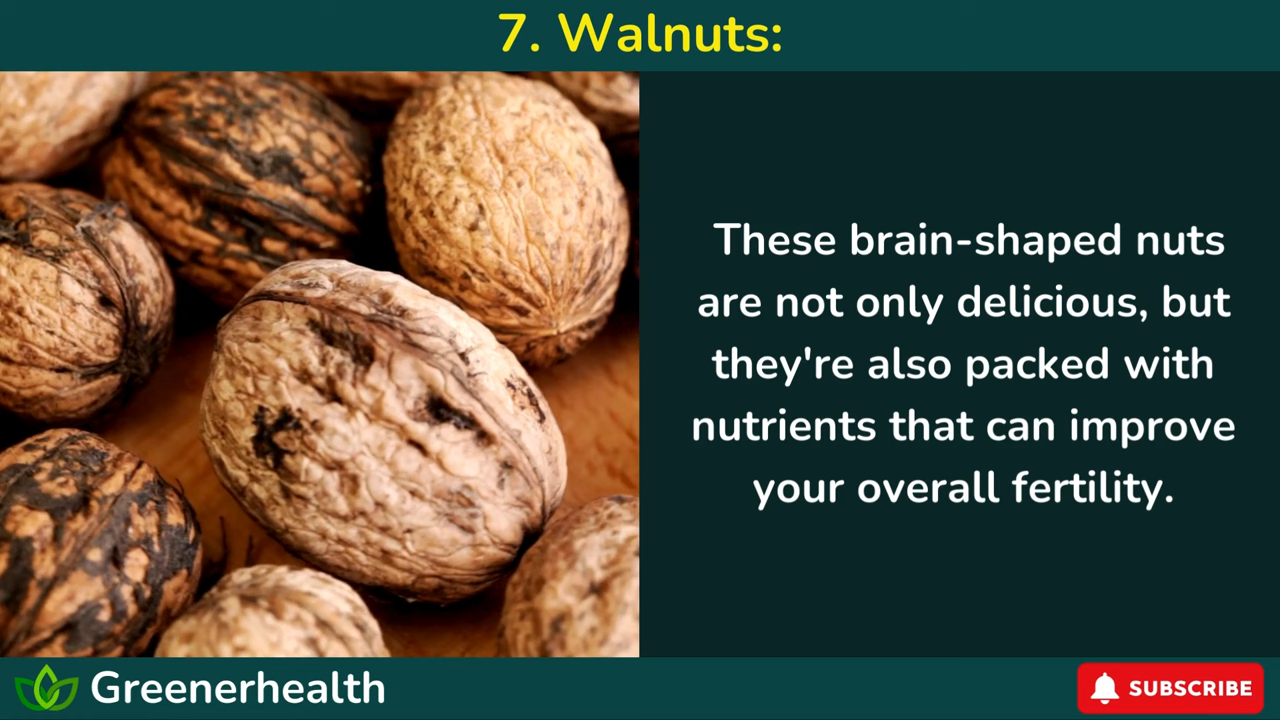 7. Walnuts:
These brain-shaped nuts
are not only delicious, but
they're also packed with
nutrients that can improve
your overall fertility.
Greenerhealth
SUBSCRIBE